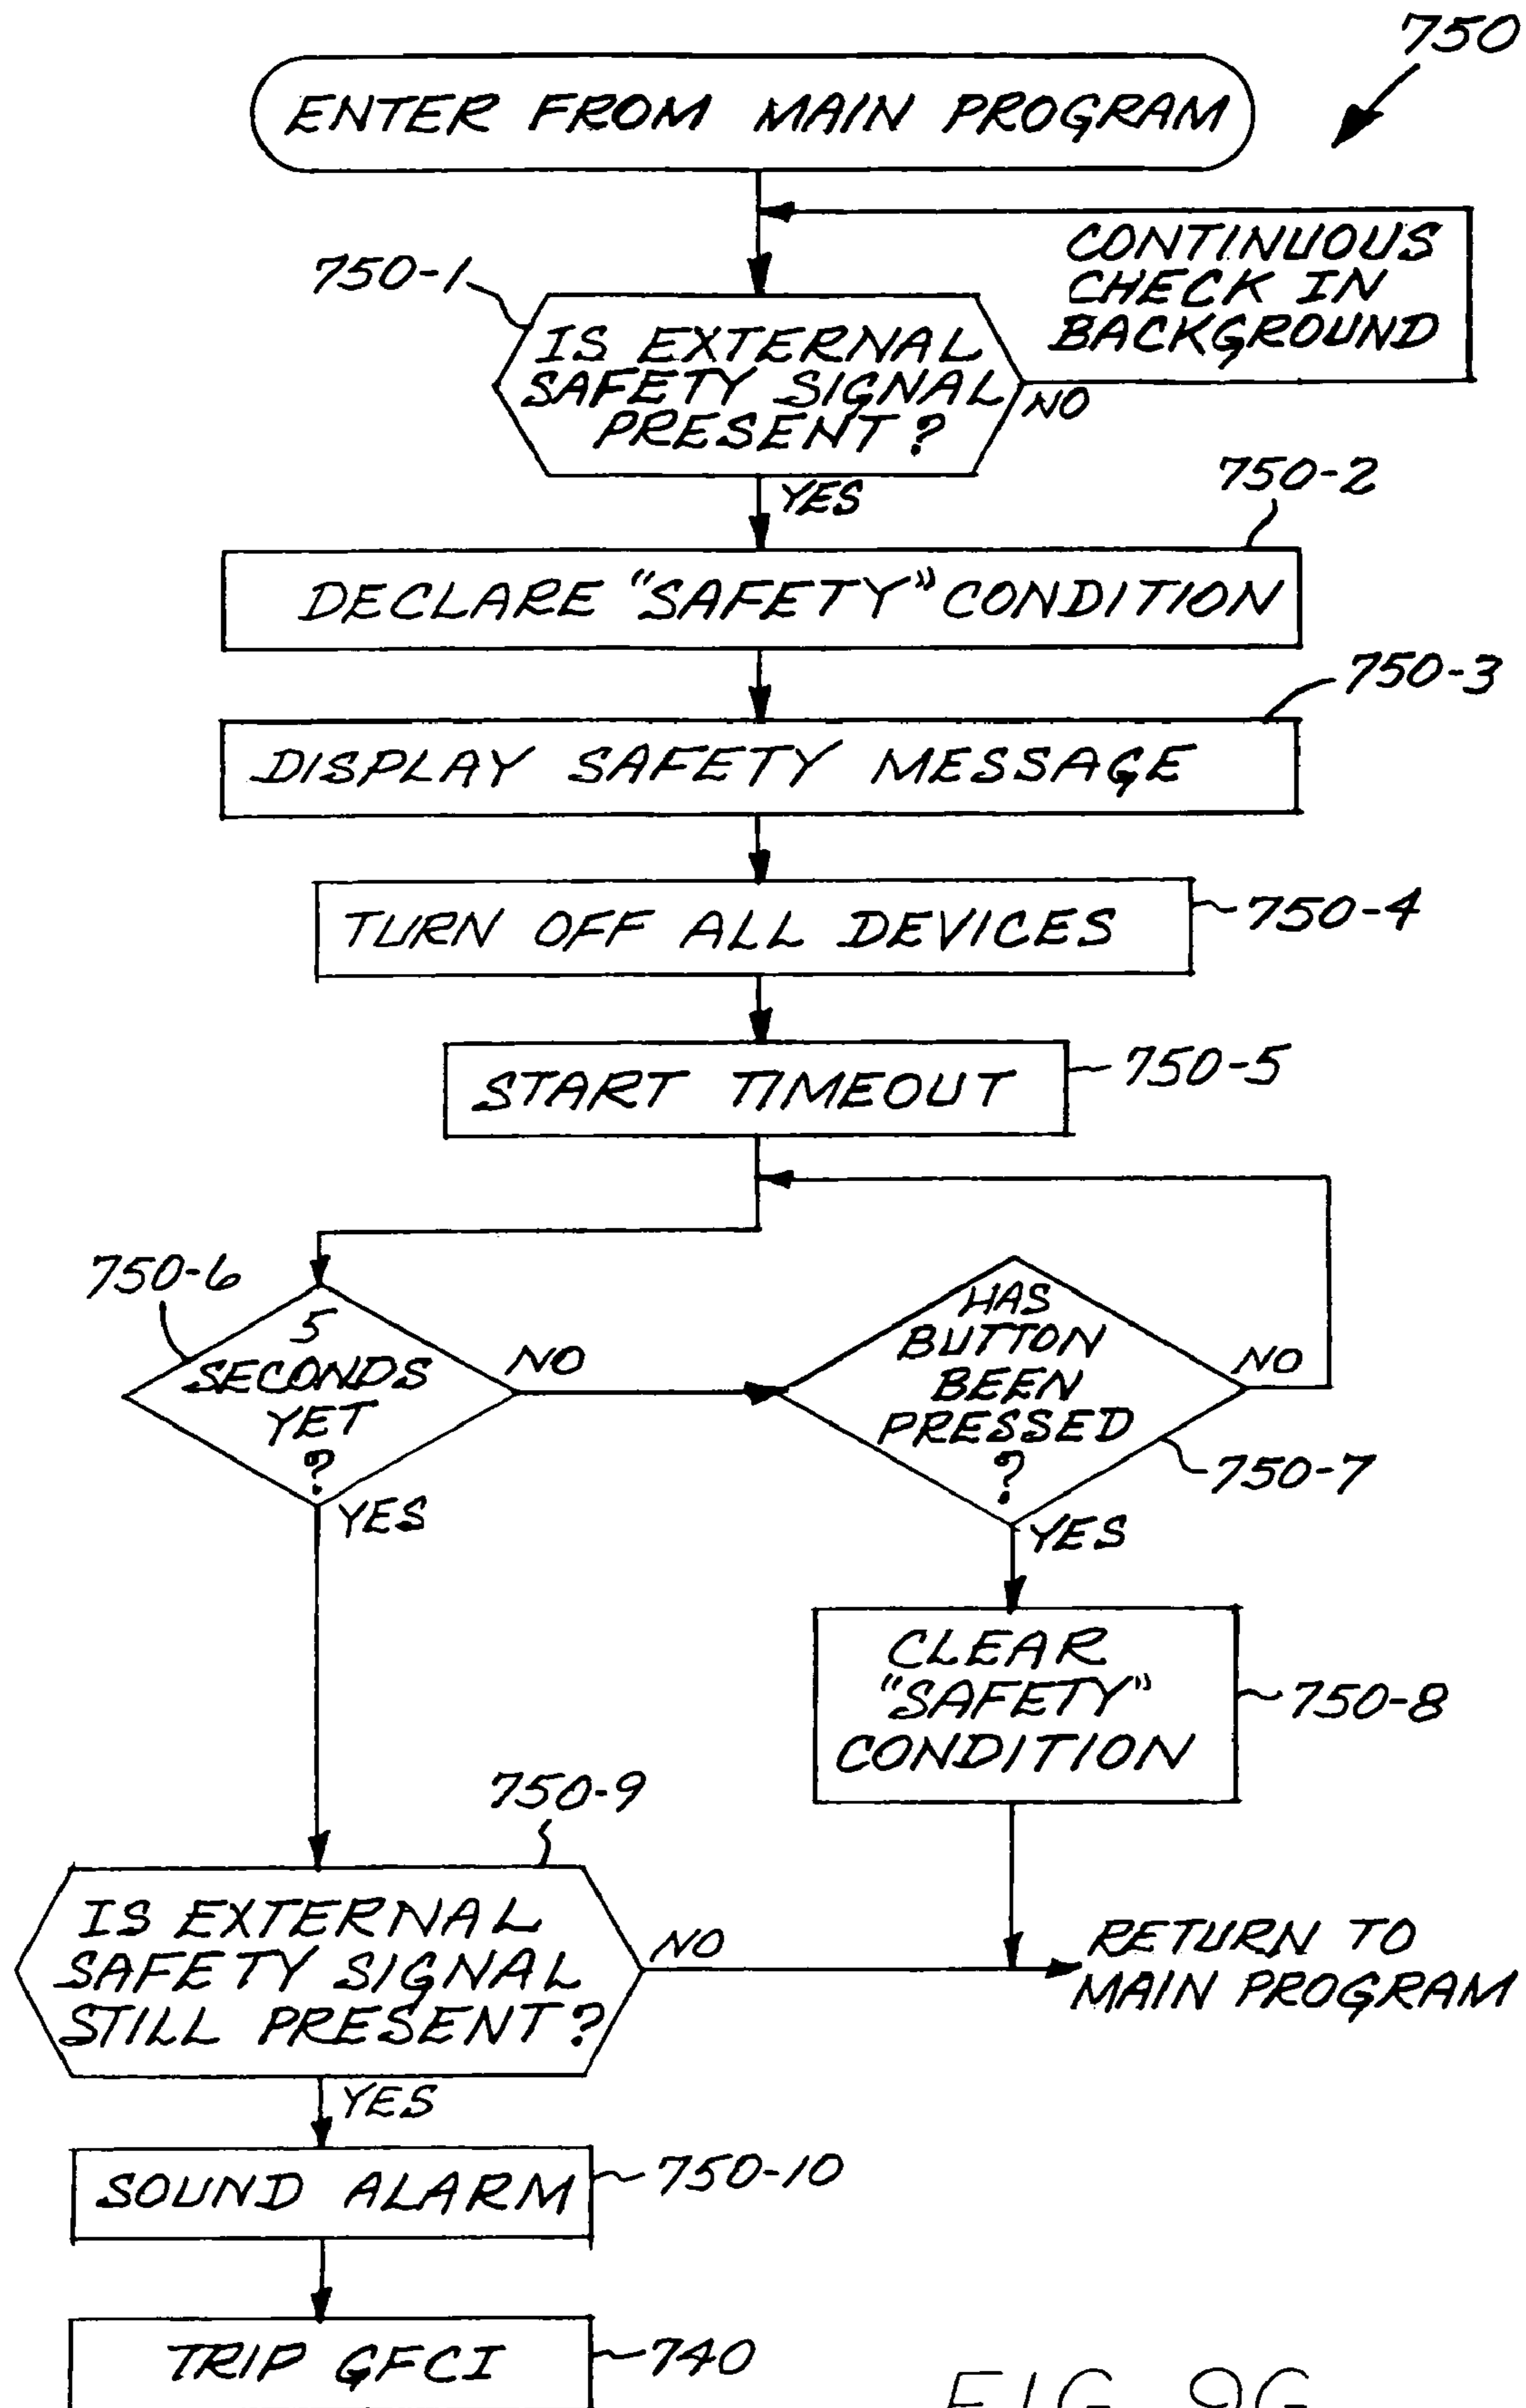 750
ENTER FROM MAIN PROGRAM
CONTINUOUS
CHECK IN
BACKGROUND
750-1
IS EXTERNAL
SAFETY SIGNAL
PRESENT?
NO
YES
750-2
DECLARE "SAFETY" CONDITION
750-3
DISPLAY SAFETY MESSAGE
TURN OFF ALL DEVICES
750-4
START TIMEOUT
750-5
750-6
5
SECONDS
YET
?
NO
YES
HAS
BUTTON
BEEN
PRESSED
?
NO
750-7
YES
CLEAR
"SAFETY"
CONDITION
750-8
750-9
IS EXTERNAL
SAFETY SIGNAL
STILL PRESENT?
NO
RETURN TO
MAIN PROGRAM
YES
SOUND ALARM
750-10
TRIP GFCI
740
FIG. 9G